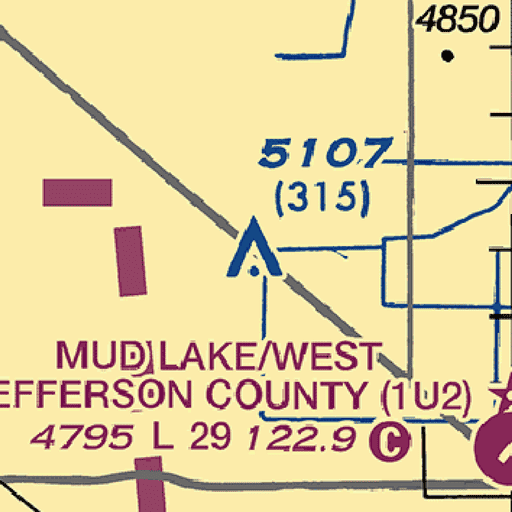 4850
5107
(315)
MUD LAKE/WEST
EFFERSON COUNTY (1U2)
4795 L 29 122.9 C